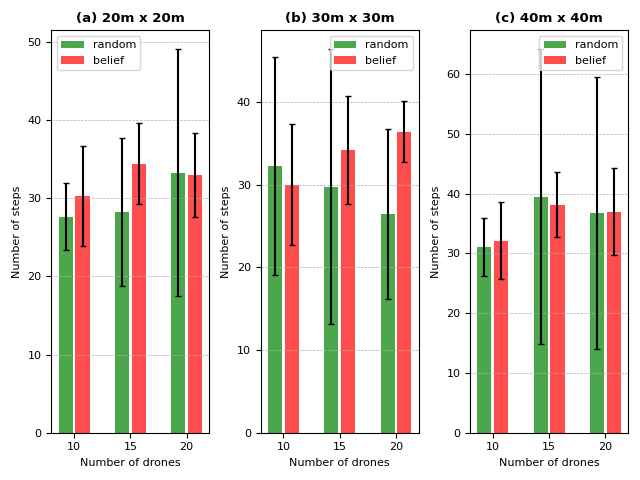 (a) 20m x 20m
random
belief
50
40
30
20
10
0
Number of steps
10 15 20
Number of drones
(b) 30m x 30m
random
belief
40
30
20
10
0
Number of steps
10 15 20
Number of drones
(c) 40m x 40m
random
belief
60
50
40
30
20
10
0
Number of steps
10 15 20
Number of drones